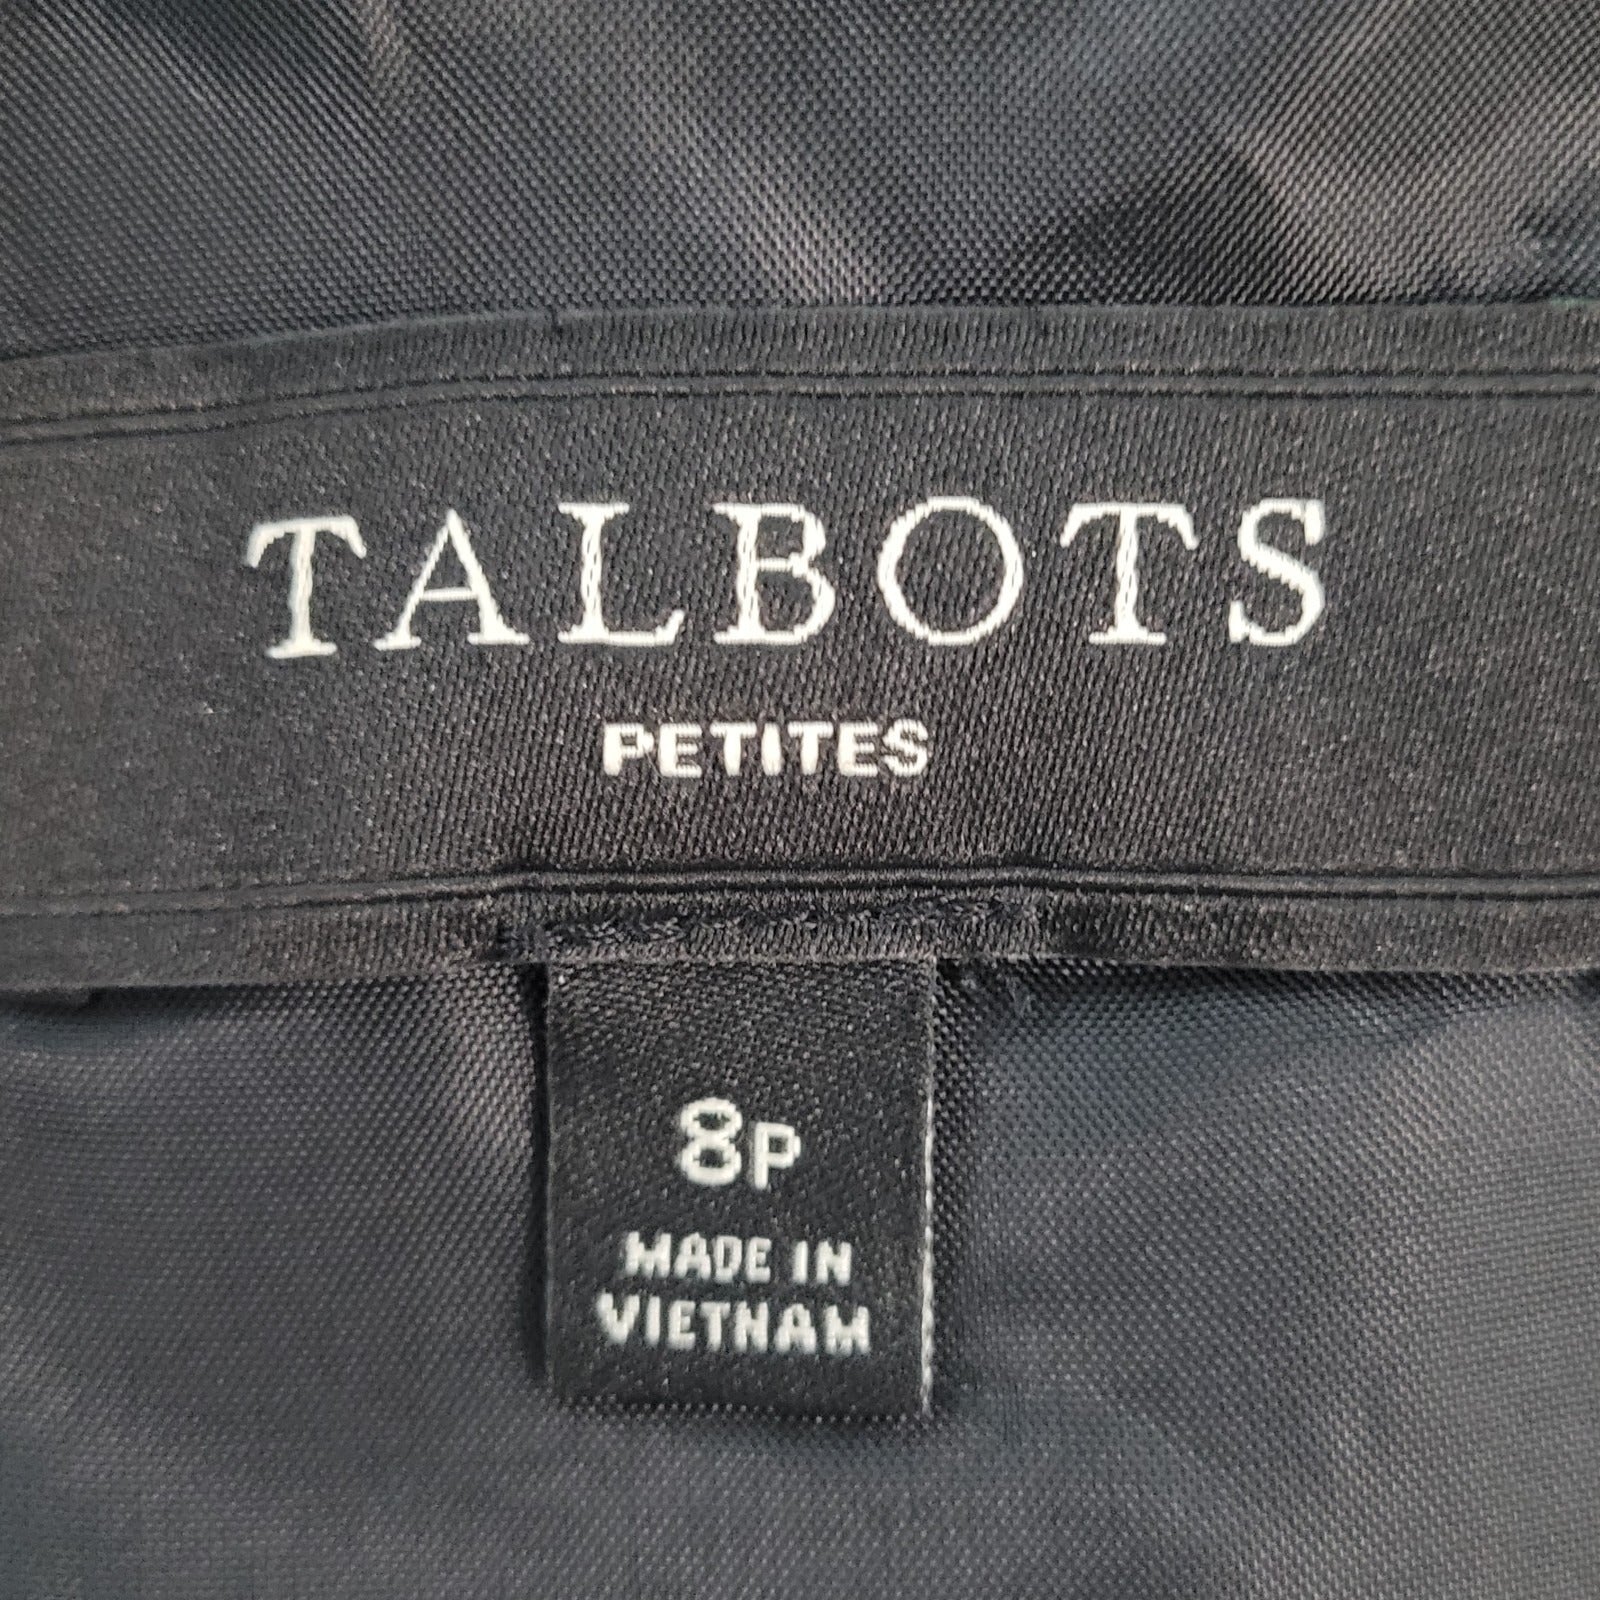 TALBOTS
PETITES
8P
MADE IN
VIETNAM